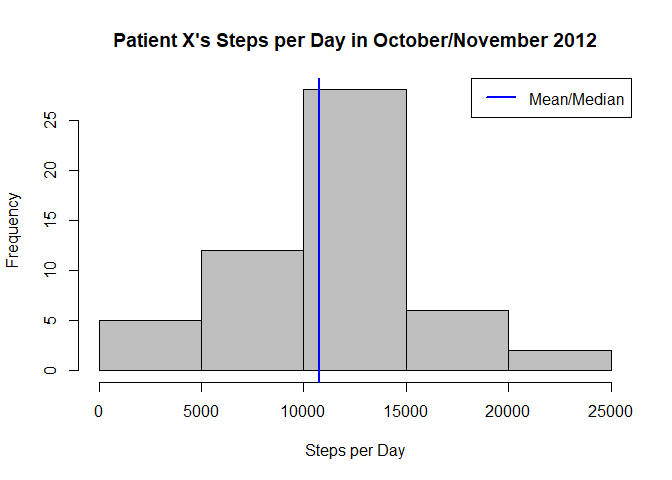 Patient X's Steps per Day in October/November 2012
Mean/Median
Frequency
25
20
15
10
5
0
0 5000 10000 15000 20000 25000
Steps per Day